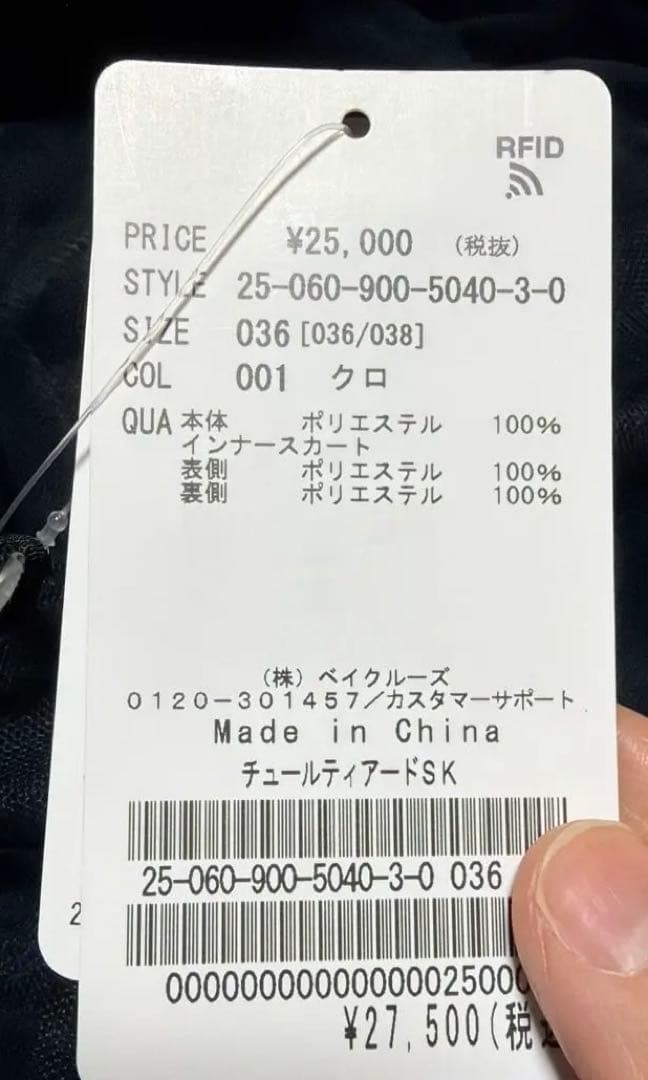 RFID
PRICE ¥25,000 (税抜)
STYLE 25-060-900-5040-3-0
SIZE 036 [036/038]
COL 001 クロ
QUA 本体 ポリエステル 100%
インナースカート
表側 ポリエステル 100%
裏側 ポリエステル 100%
(株) ベイクルーズ
0120-301457/カスタマーサポート
Made in China
チュールティアードSK
25-060-900-5040-3-0 036
2
000000000000000025000
¥27,500(税